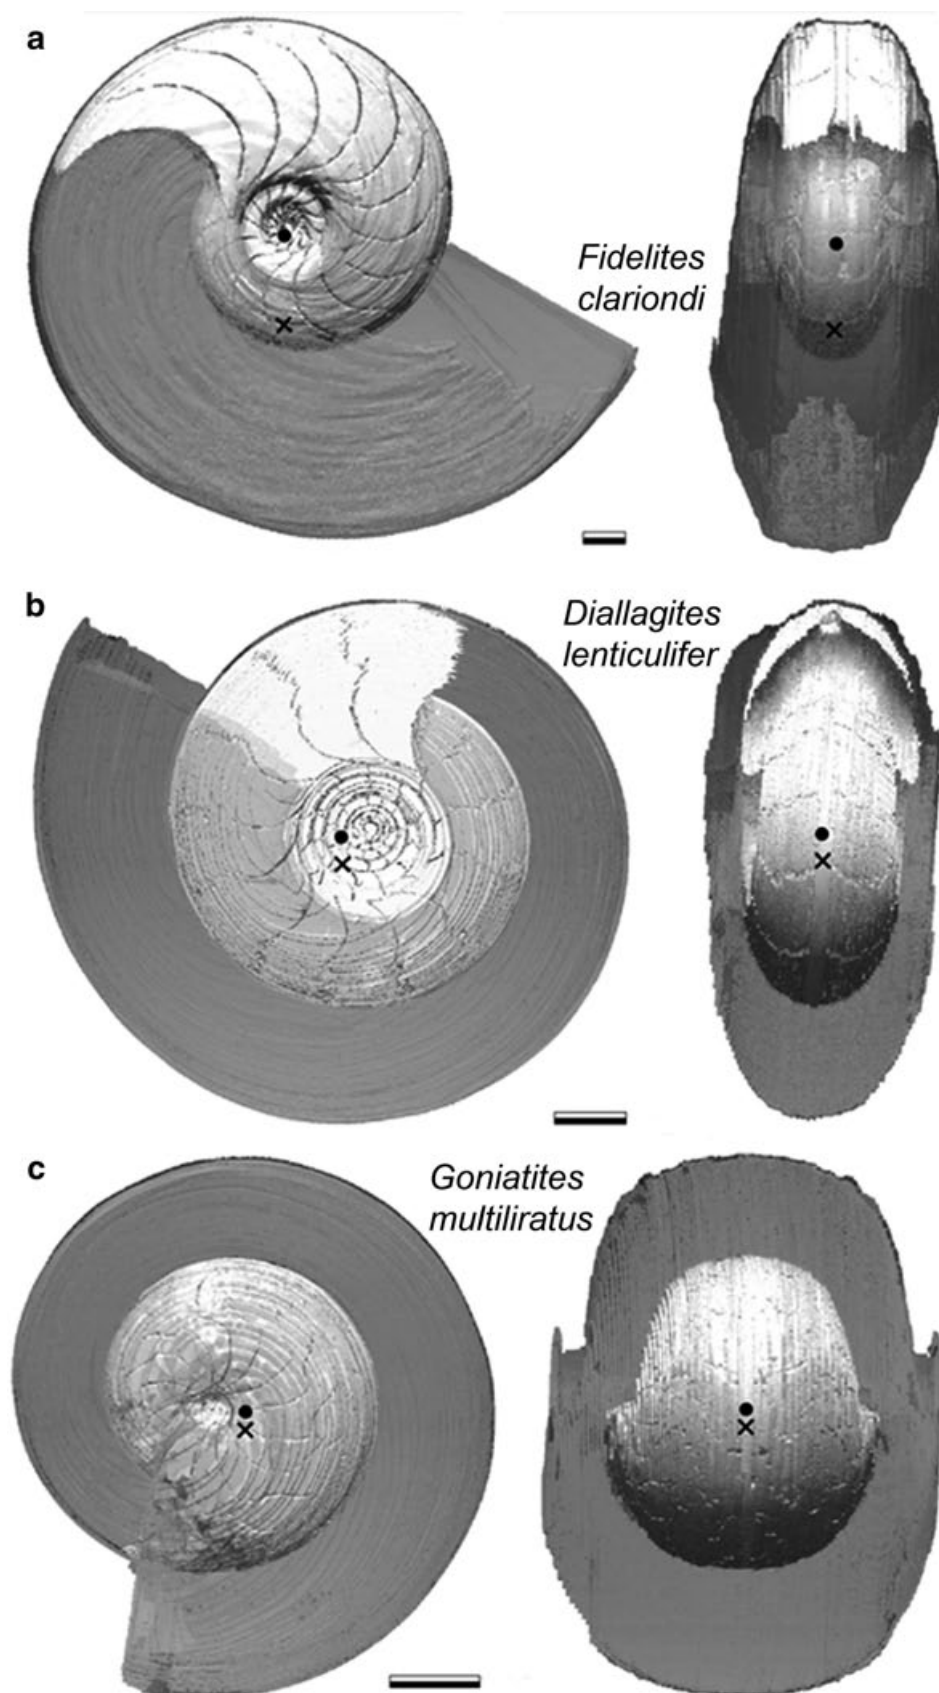 a
Fidelites
clariondi
b
Diallagites
lenticulifer
c
Goniatites
multiliratus